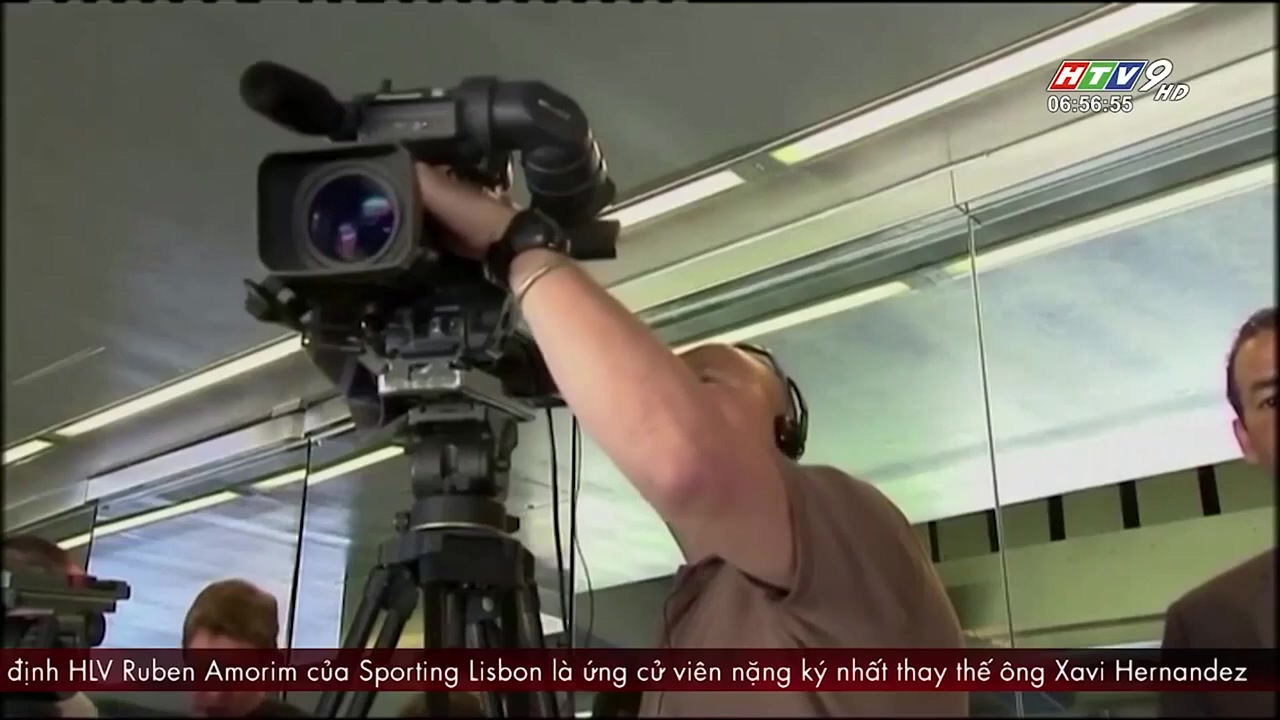 HTV9
HD
06:56:55
định HLV Ruben Amorim của Sporting Lisbon là ứng cử viên nặng ký nhất thay thế ông Xavi Hernandez